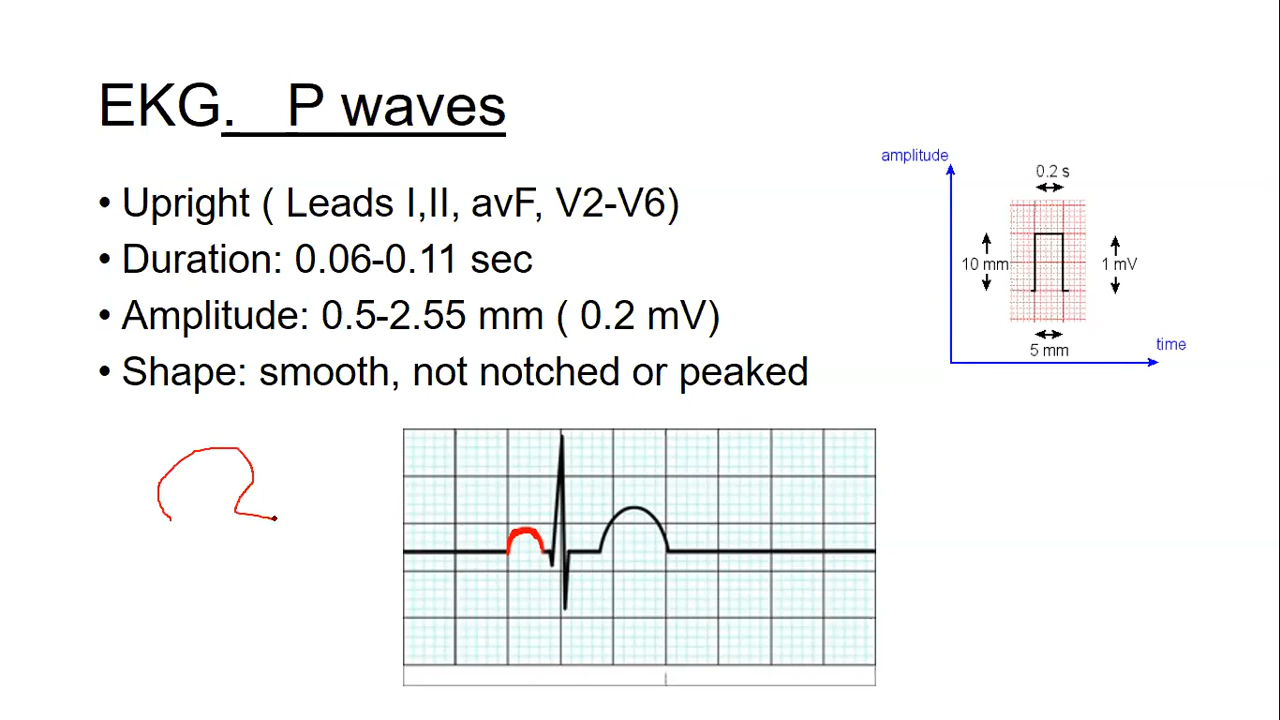 EKG.   P waves
• Upright ( Leads I,II, avF, V2-V6)
• Duration: 0.06-0.11 sec
• Amplitude: 0.5-2.55 mm ( 0.2 mV)
• Shape: smooth, not notched or peaked
amplitude
0.2 s
10 mm
1 mV
5 mm
time